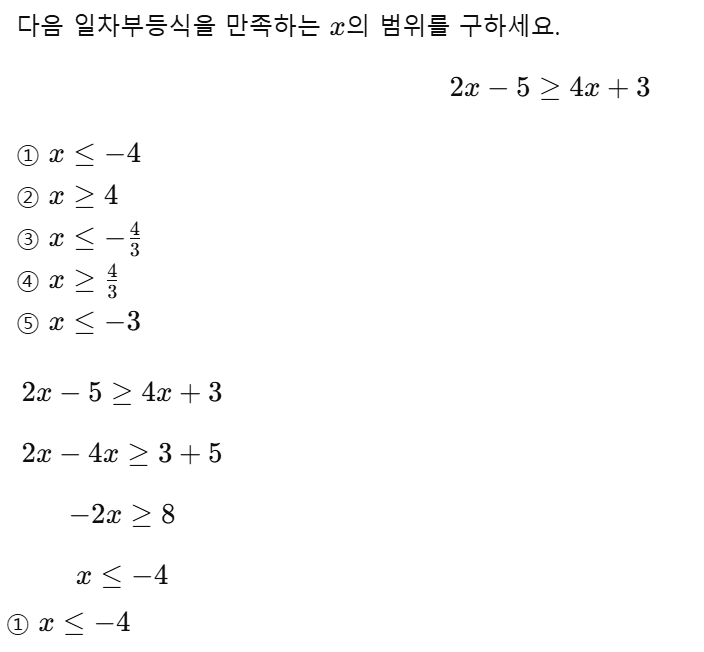 다음 일차부등식을 만족하는 x의 범위를 구하세요.
2x − 5 ≥ 4x + 3
① x ≤ −4
② x ≥ 4
③ x ≤ −4/3
④ x ≥ 4/3
⑤ x ≤ −3
2x − 5 ≥ 4x + 3
2x − 4x ≥ 3 + 5
−2x ≥ 8
x ≤ −4
① x ≤ −4